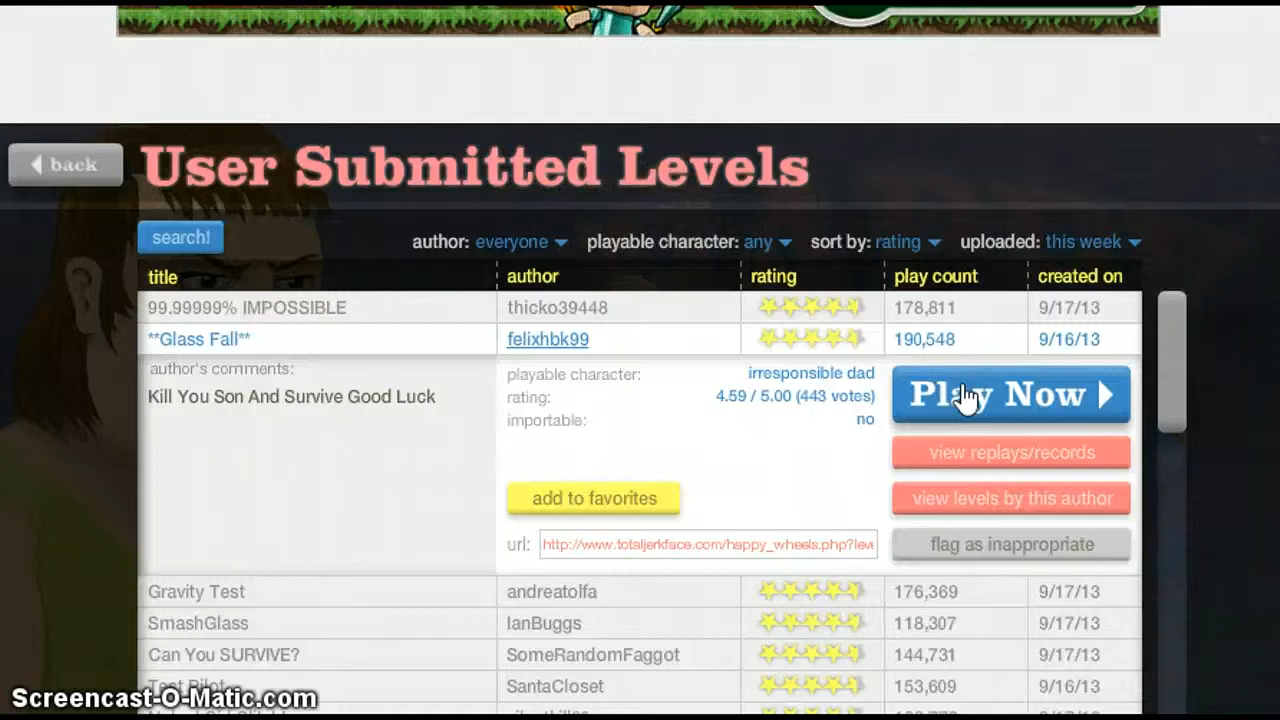 back
User Submitted Levels
search!
author: everyone playable character: any sort by: rating uploaded: this week
title author rating play count created on
99.99999% IMPOSSIBLE thicko39448 178,811 9/17/13
**Glass Fall** felixhbk99 190,548 9/16/13
author's comments:
Kill You Son And Survive Good Luck
playable character: irresponsible dad
rating: 4.59 / 5.00 (443 votes)
importable: no
Play Now
view replays/records
add to favorites
view levels by this author
url: http://www.totaljerkface.com/happy_wheels.php?leve
flag as inappropriate
Gravity Test andreatolfa 176,369 9/17/13
SmashGlass IanBuggs 118,307 9/17/13
Can You SURVIVE? SomeRandomFaggot 144,731 9/17/13
Test Pilot SantaCloset 153,609 9/16/13
Screencast-O-Matic.com